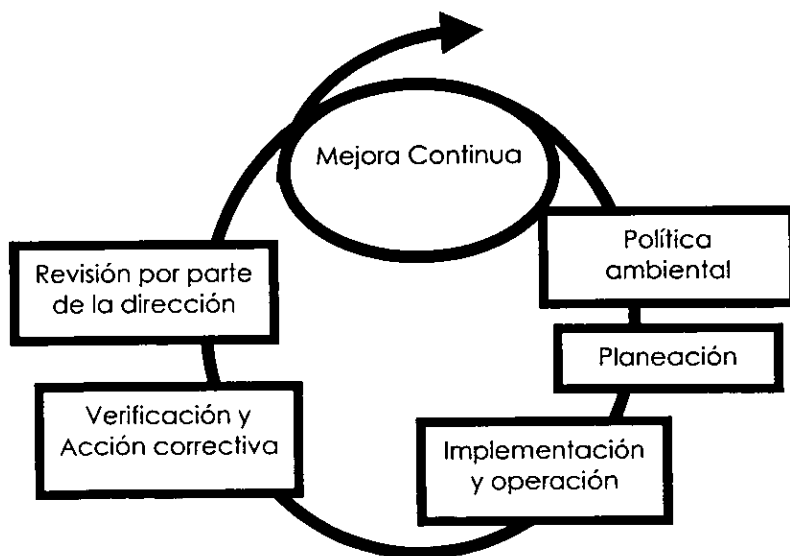 Mejora Continua
Política
ambiental
Planeación
Implementación
y operación
Verificación y
Acción correctiva
Revisión por parte
de la dirección